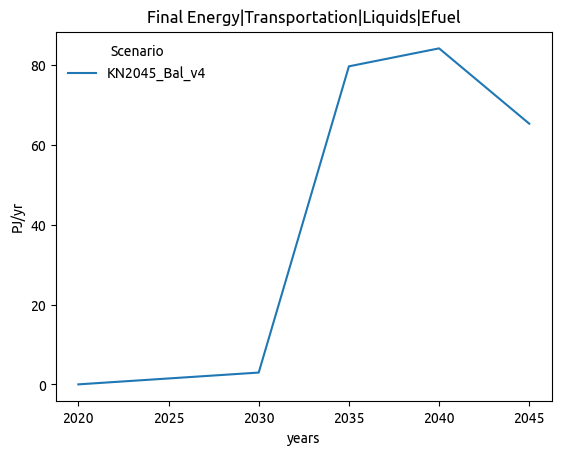 Final Energy|Transportation|Liquids|Efuel
Scenario
KN2045_Bal_v4
80
60
40
20
0
PJ/yr
2020 2025 2030 2035 2040 2045
years